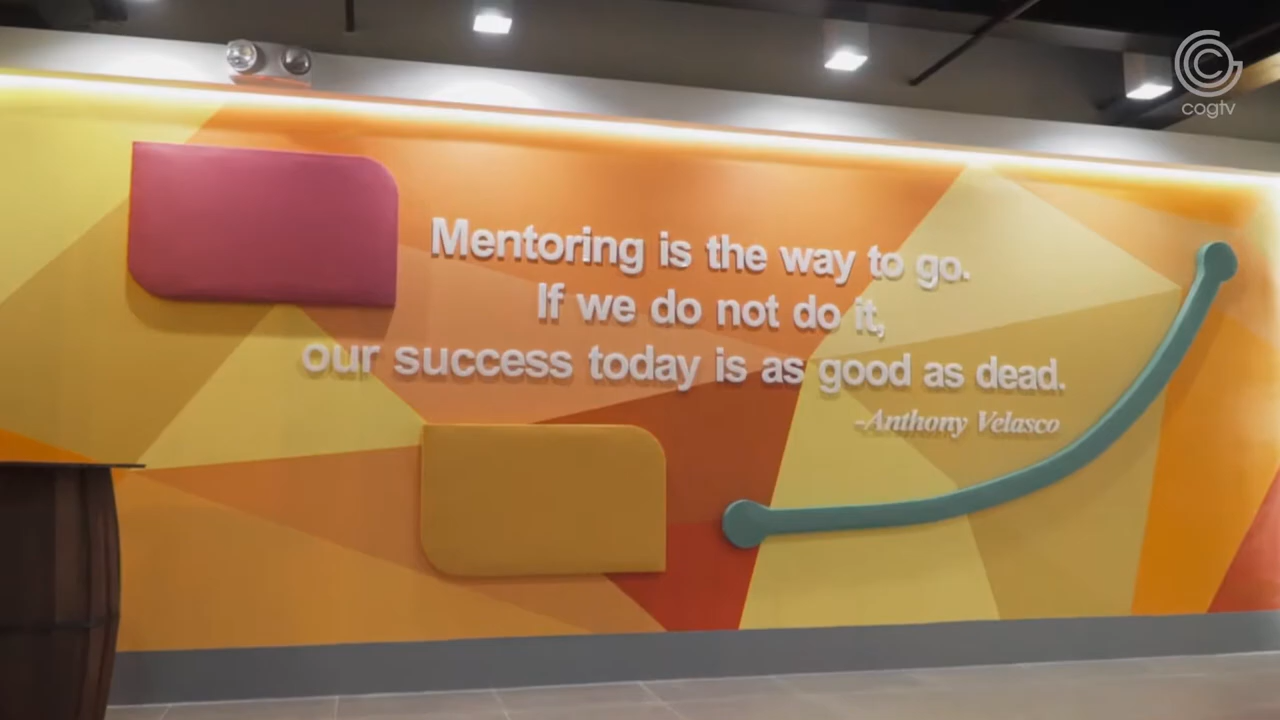 cogtv
Mentoring is the way to go.
If we do not do it,
our success today is as good as dead.
-Anthony Velasco